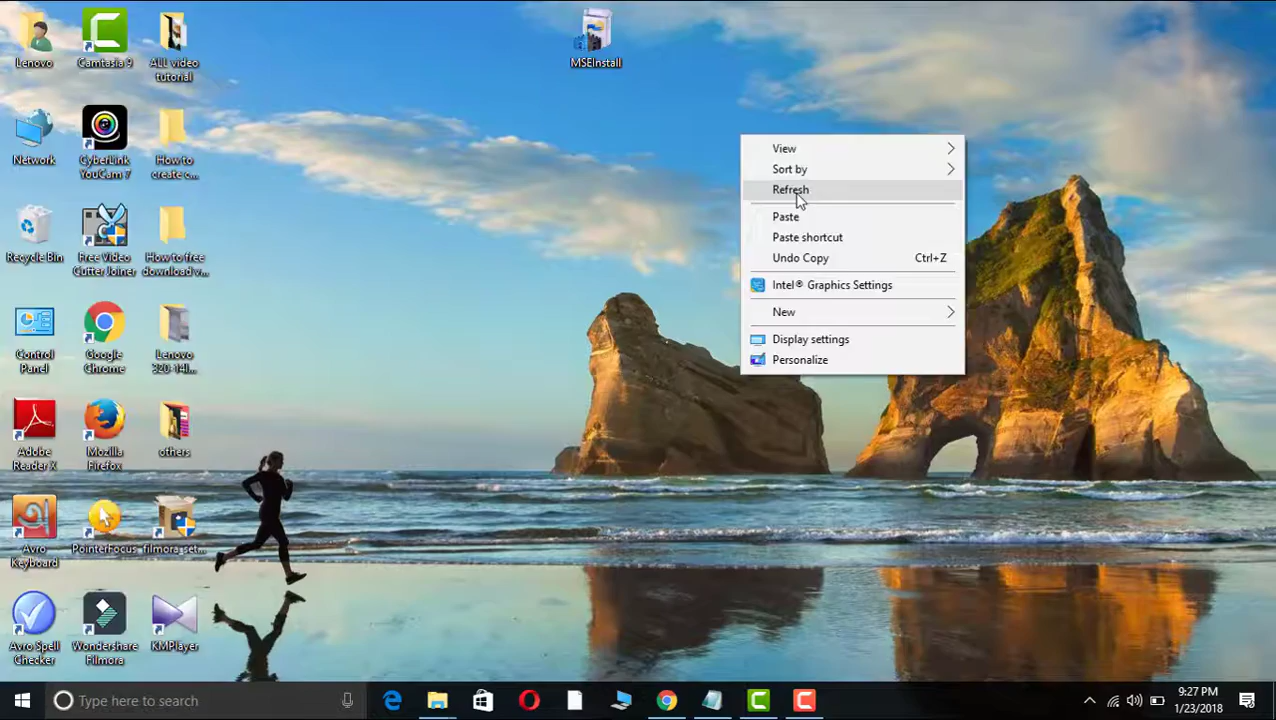 Lenovo
Camtasia 9
ALL video
tutorial
MSEInstall
Network
CyberLink
YouCam 7
How to
create c...
Recycle Bin
Free Video
Cutter Joiner
How to free
download v...
Control
Panel
Google
Chrome
Lenovo
320-14I...
Adobe
Reader X
Mozilla
Firefox
others
Avro
Keyboard
PointerFocus
filmora_set...
Avro Spell
Checker
Wondershare
Filmora
KMPlayer
View
Sort by
Refresh
Paste
Paste shortcut
Undo Copy Ctrl+Z
Intel® Graphics Settings
New
Display settings
Personalize
Type here to search
9:27 PM
1/23/2018